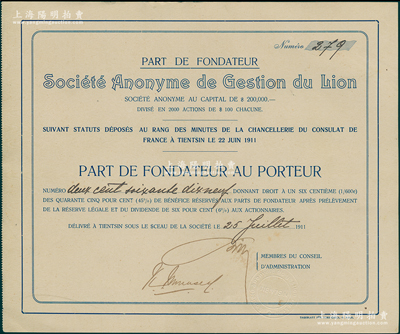 上海阳明拍卖
Numéro 279
PART DE FONDATEUR
Société Anonyme de Gestion du Lion
SOCIÉTÉ ANONYME AU CAPITAL DE $ 200,000.—
DIVISÉ EN 2000 ACTIONS DE $ 100 CHACUNE.
SUIVANT STATUTS DÉPOSÉS AU RANG DES MINUTES DE LA CHANCELLERIE DU CONSULAT DE
FRANCE À TIENTSIN LE 22 JUIN 1911
PART DE FONDATEUR AU PORTEUR
NUMÉRO deux cent soixante dix neuf DONNANT DROIT À UN SIX CENTIÈME
DES QUARANTE CINQ POUR CENT (45%) DE BÉNÉFICE RÉSERVÉS AUX PARTS DE FONDATEUR APRÈS PRÉLÈVEMENT
DE LA RÉSERVE LÉGALE ET DU DIVIDENDE DE SIX POUR CENT (6%) AUX ACTIONNAIRES.
DÉLIVRÉ À TIENTSIN SOUS LE SCEAU DE LA SOCIÉTÉ LE 25 Juillet 1911
MEMBRES DU CONSEIL
D'ADMINISTRATION